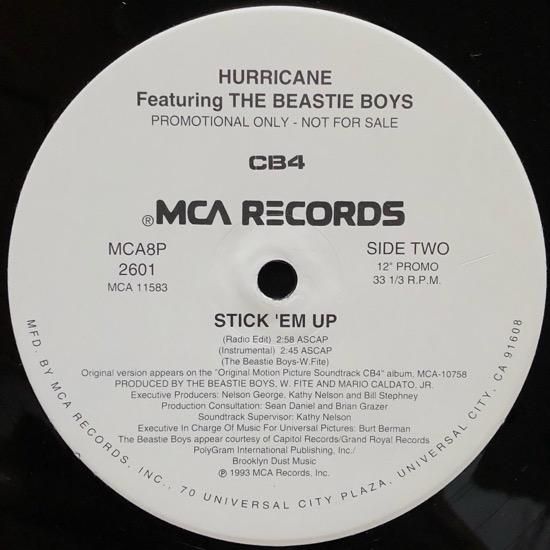 HURRICANE
Featuring THE BEASTIE BOYS
PROMOTIONAL ONLY - NOT FOR SALE
CB4
®MCA RECORDS
MCA8P
2601
MCA 11583
SIDE TWO
12" PROMO
33 1/3 R.P.M.
STICK 'EM UP
(Radio Edit) 2:58 ASCAP
(Instrumental) 2:45 ASCAP
(The Beastie Boys-W.Fite)
Original version appears on the "Original Motion Picture Soundtrack CB4" album, MCA-10758
PRODUCED BY THE BEASTIE BOYS, W. FITE AND MARIO CALDATO, JR.
Executive Producers: Nelson George, Kathy Nelson and Bill Stephney
Production Consultation: Sean Daniel and Brian Grazer
Soundtrack Supervisor: Kathy Nelson
Executive In Charge Of Music For Universal Pictures: Burt Berman
The Beastie Boys appear courtesy of Capitol Records/Grand Royal Records
PolyGram International Publishing, Inc./
Brooklyn Dust Music
℗ 1993 MCA Records, Inc.
MFD. BY MCA RECORDS, INC., 70 UNIVERSAL CITY PLAZA, UNIVERSAL CITY, CA 91608